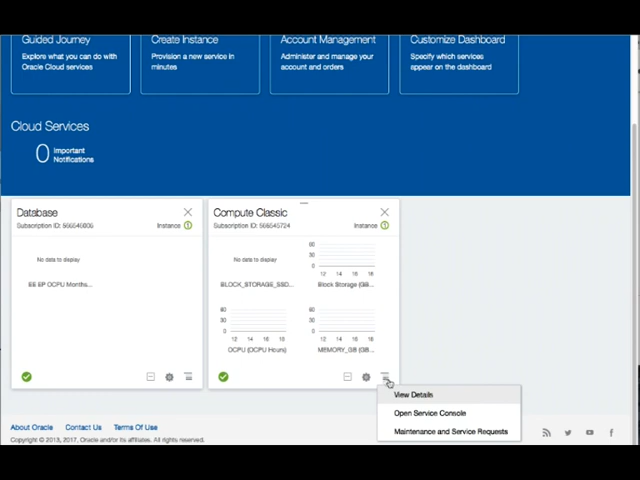 Guided Journey
Explore what you can do with
Oracle Cloud services
Create Instance
Provision a new service in
minutes
Account Management
Administer and manage your
account and orders
Customize Dashboard
Specify which services
appear on the dashboard
Cloud Services
0 Important
Notifications
Database
Subscription ID: 566546806
Instance 1
No data to display
EE EP OCPU Months...
Compute Classic
Subscription ID: 566545724
Instance 1
No data to display
BLOCK_STORAGE_SSD...
60
30
0
12 14 16 18
Block Storage (GB...
60
30
0
12 14 16 18
OCPU (OCPU Hours)
60
30
0
12 14 16 18
MEMORY_GB (GB...
View Details
Open Service Console
Maintenance and Service Requests
About Oracle Contact Us Terms Of Use
Copyright © 2013, 2017, Oracle and/or its affiliates. All rights reserved.